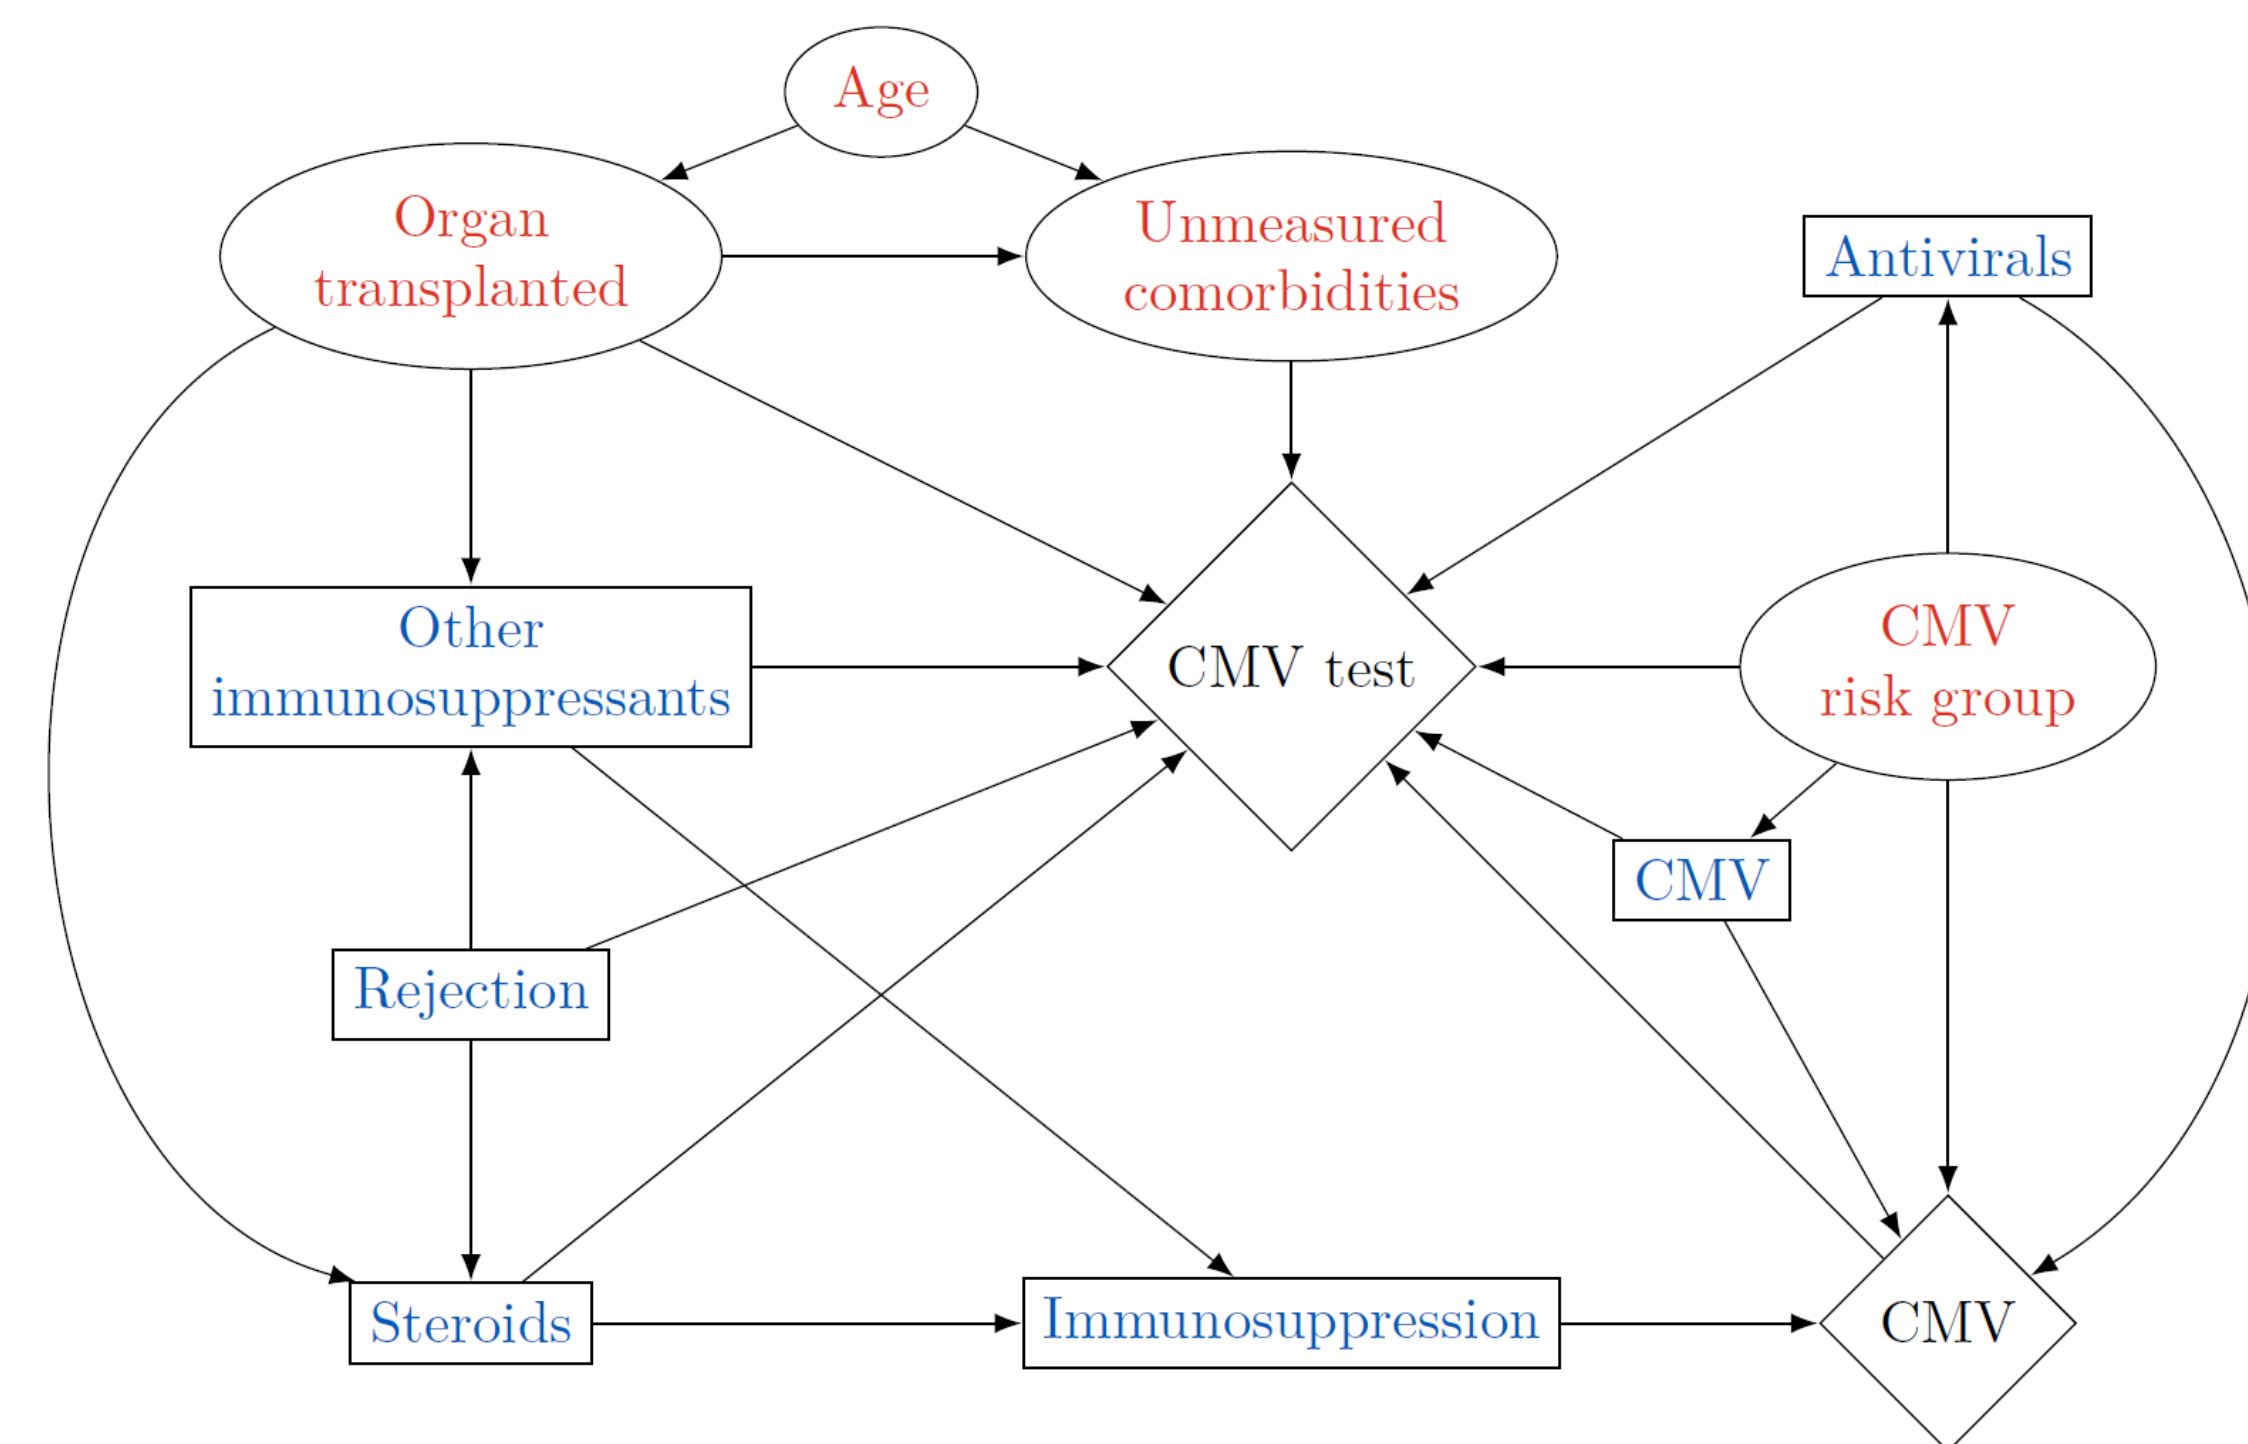 Age
Organ
transplanted
Unmeasured
comorbidities
Antivirals
Other
immunosuppressants
CMV test
CMV
risk group
CMV
Rejection
Steroids
Immunosuppression
CMV